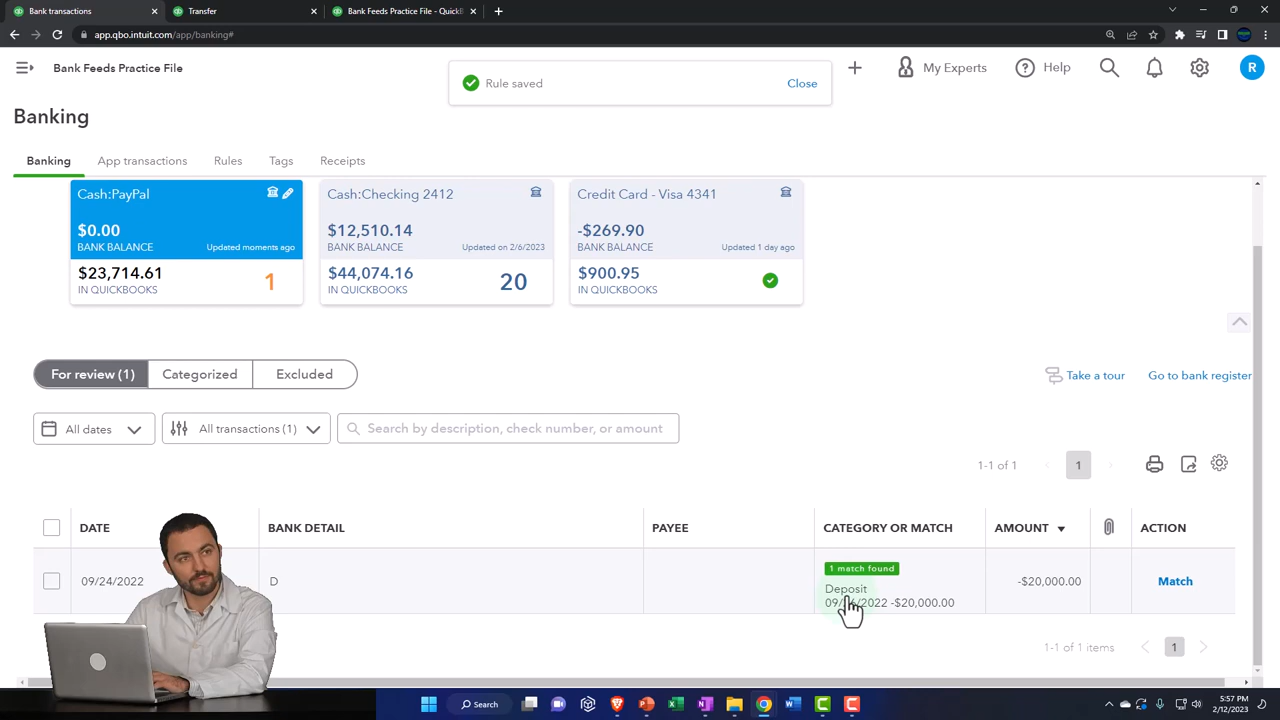 Bank transactions
Transfer
Bank Feeds Practice File - QuickB
app.qbo.intuit.com/app/banking#
Bank Feeds Practice File
Rule saved
Close
My Experts
Help
R
Banking
Banking
App transactions
Rules
Tags
Receipts
Cash:PayPal
$0.00
BANK BALANCE
Updated moments ago
$23,714.61
IN QUICKBOOKS
1
Cash:Checking 2412
$12,510.14
BANK BALANCE
Updated on 2/6/2023
$44,074.16
IN QUICKBOOKS
20
Credit Card - Visa 4341
-$269.90
BANK BALANCE
Updated 1 day ago
$900.95
IN QUICKBOOKS
For review (1)
Categorized
Excluded
Take a tour
Go to bank register
All dates
All transactions (1)
Search by description, check number, or amount
1-1 of 1
1
DATE
BANK DETAIL
PAYEE
CATEGORY OR MATCH
AMOUNT
ACTION
09/24/2022
D
1 match found
Deposit
-$20,000.00
-$20,000.00
Match
1-1 of 1 items
1
Search
5:57 PM
2/12/2023